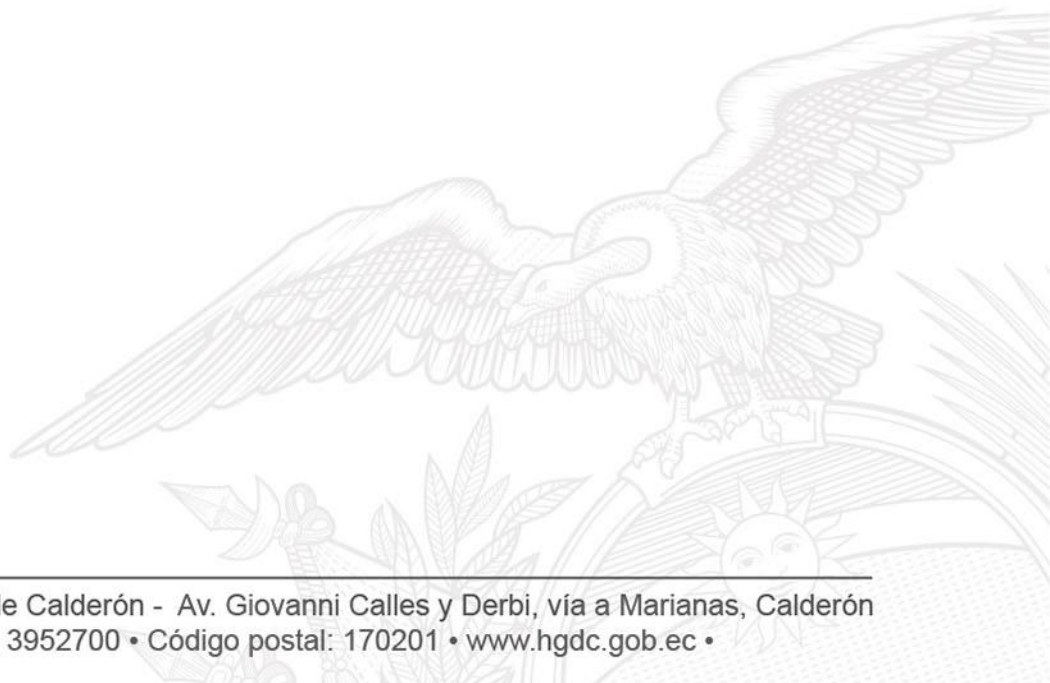 le Calderón - Av. Giovanni Calles y Derbi, vía a Marianas, Calderón
3952700 • Código postal: 170201 • www.hgdc.gob.ec •